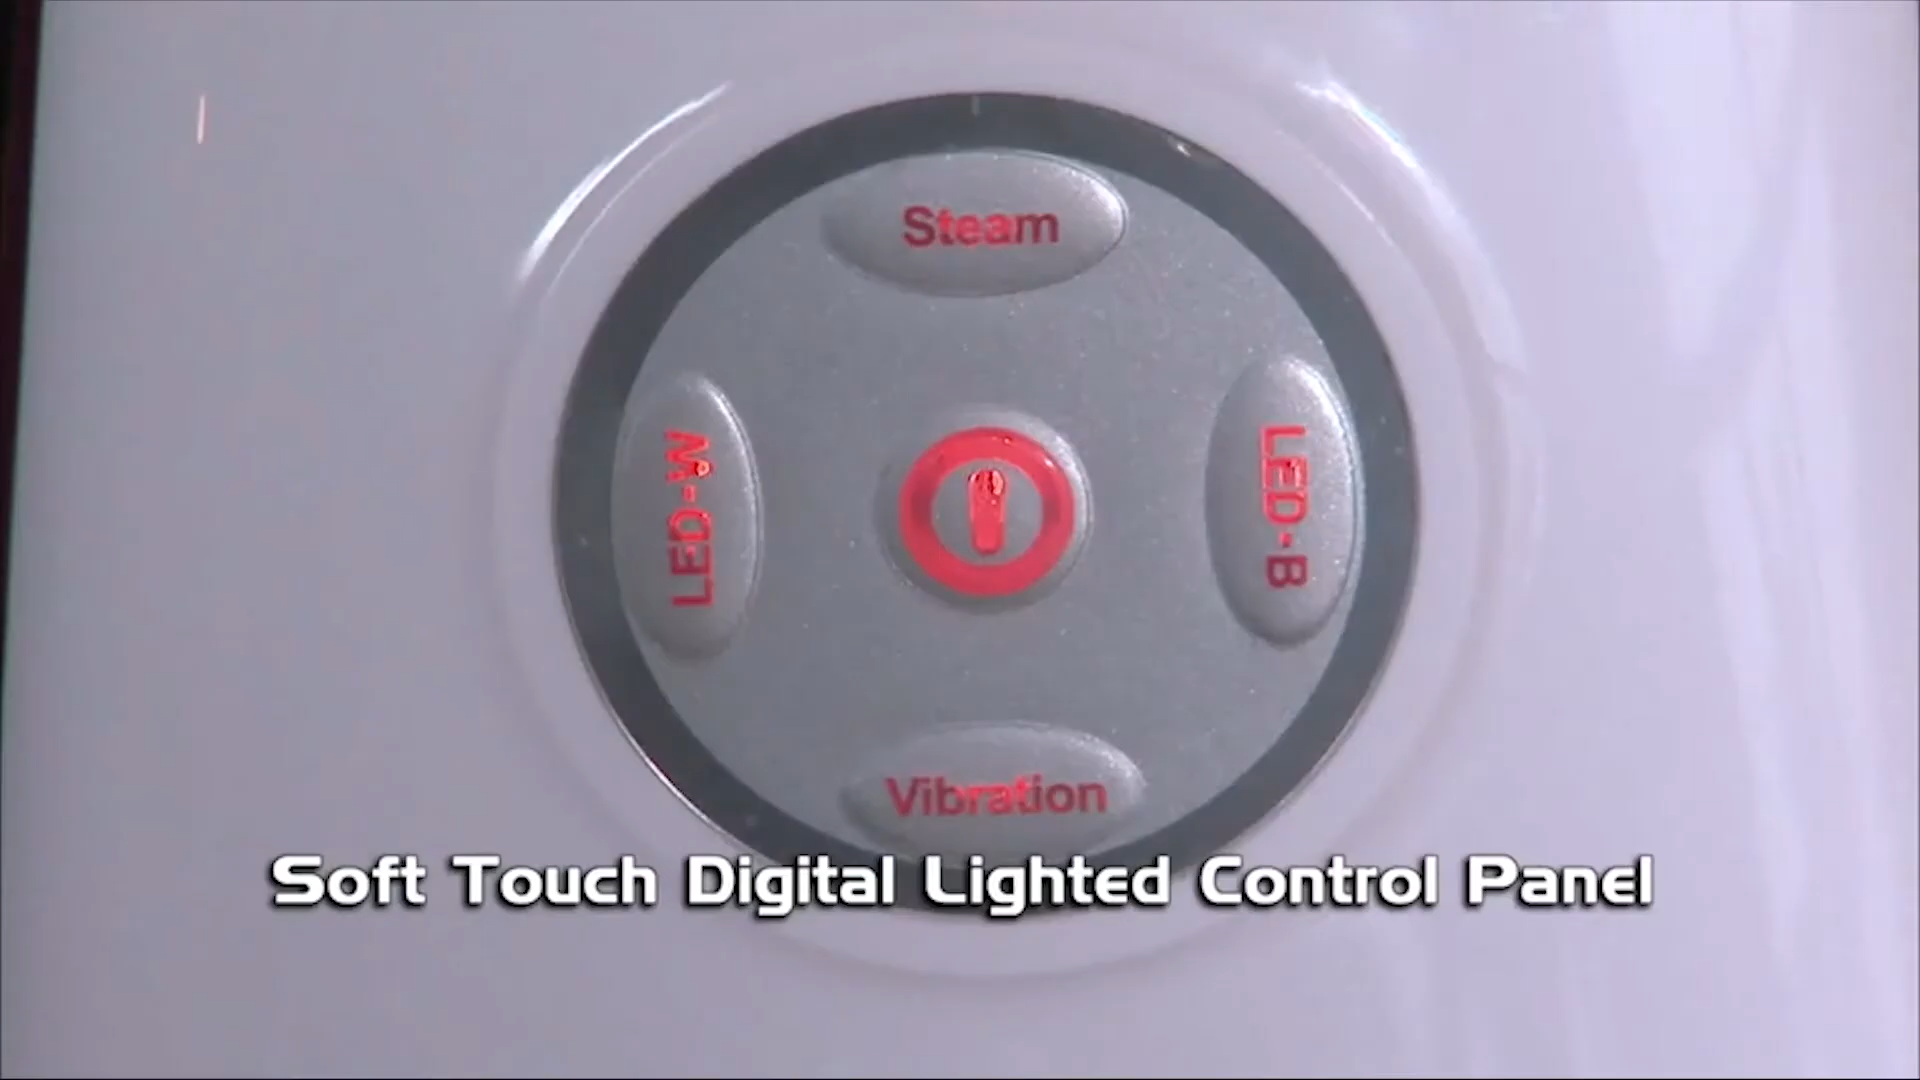 Steam
LED-W
LED-B
Vibration
Soft Touch Digital Lighted Control Panel